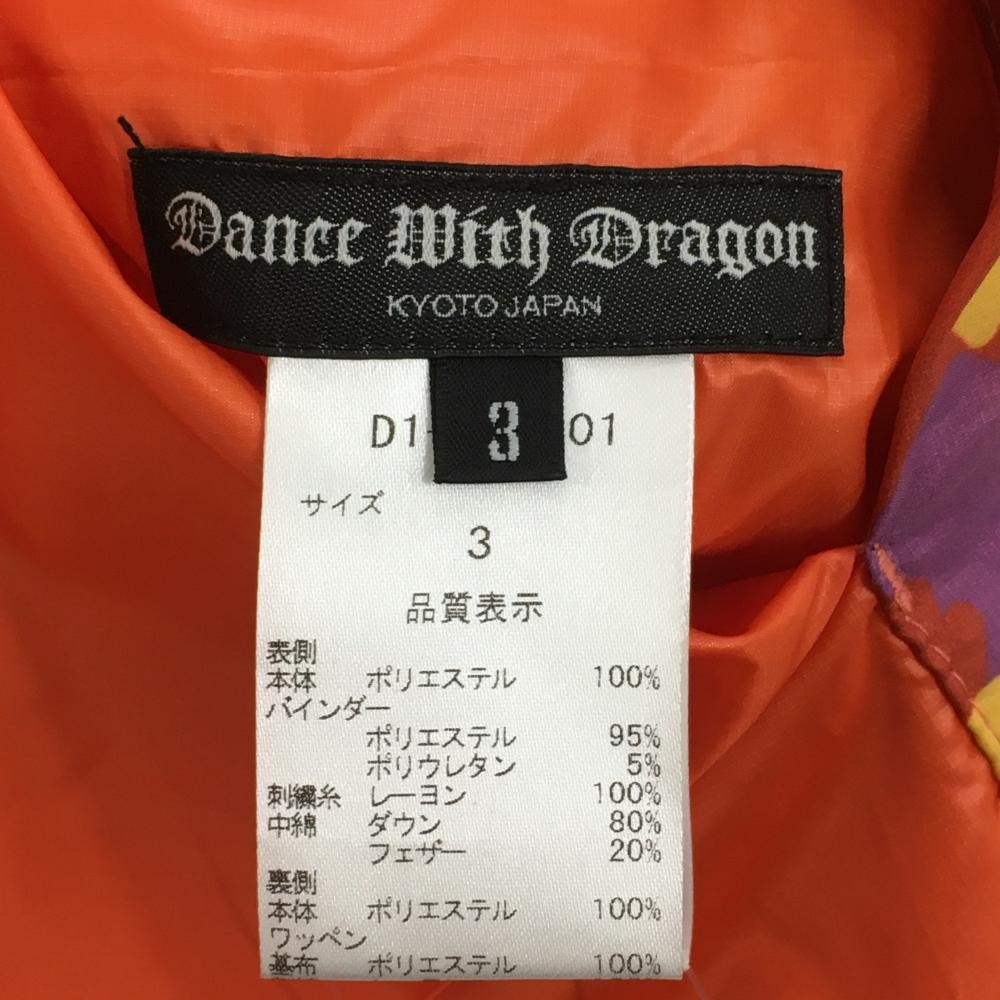 Dance With Dragon
KYOTO JAPAN
3
D1 01
サイズ
3
品質表示
表側
本体 ポリエステル 100%
バインダー
ポリエステル 95%
ポリウレタン 5%
刺繍糸 レーヨン 100%
中綿 ダウン 80%
フェザー 20%
裏側
本体 ポリエステル 100%
ワッペン
基布 ポリエステル 100%